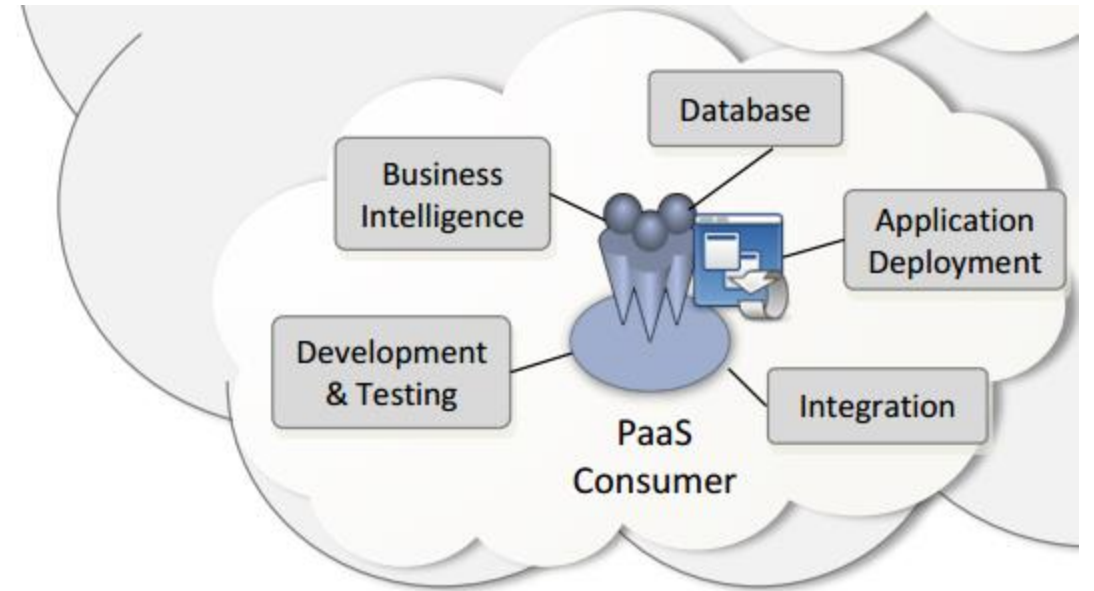 Database
Business
Intelligence
Application
Deployment
Development
& Testing
Integration
PaaS
Consumer